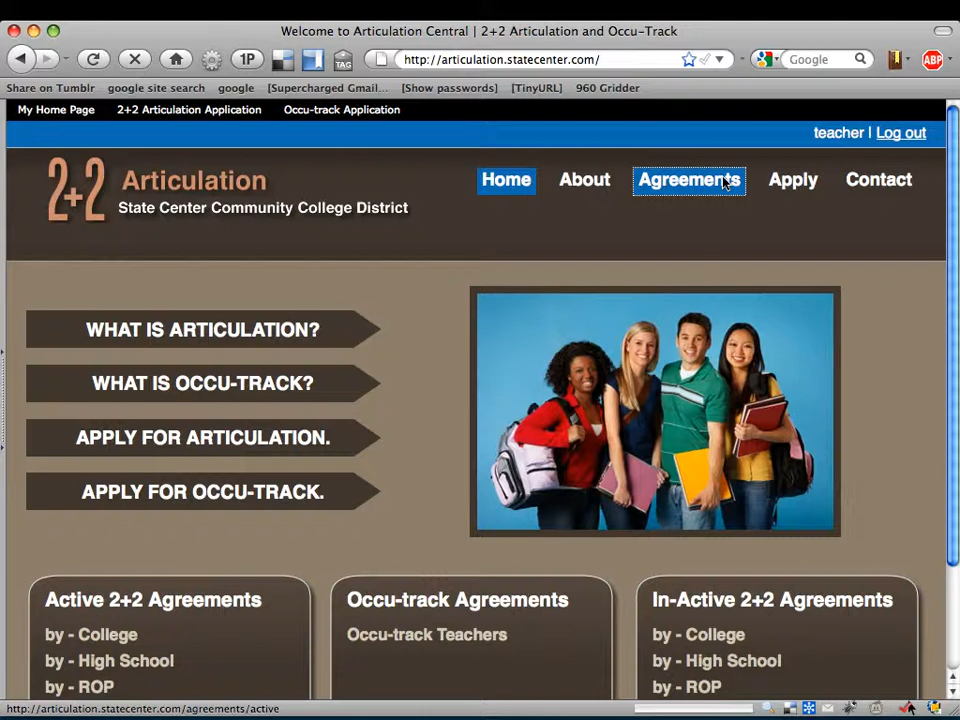 Welcome to Articulation Central | 2+2 Articulation and Occu-Track
1P
TAG
http://articulation.statecenter.com/
Google
ABP
Share on Tumblr google site search google [Supercharged Gmail... [Show passwords] [TinyURL] 960 Gridder
My Home Page 2+2 Articulation Application Occu-track Application
teacher | Log out
2+2 Articulation
State Center Community College District
Home About Agreements Apply Contact
WHAT IS ARTICULATION?
WHAT IS OCCU-TRACK?
APPLY FOR ARTICULATION.
APPLY FOR OCCU-TRACK.
Active 2+2 Agreements
by - College
by - High School
by - ROP
Occu-track Agreements
Occu-track Teachers
In-Active 2+2 Agreements
by - College
by - High School
by - ROP
http://articulation.statecenter.com/agreements/active